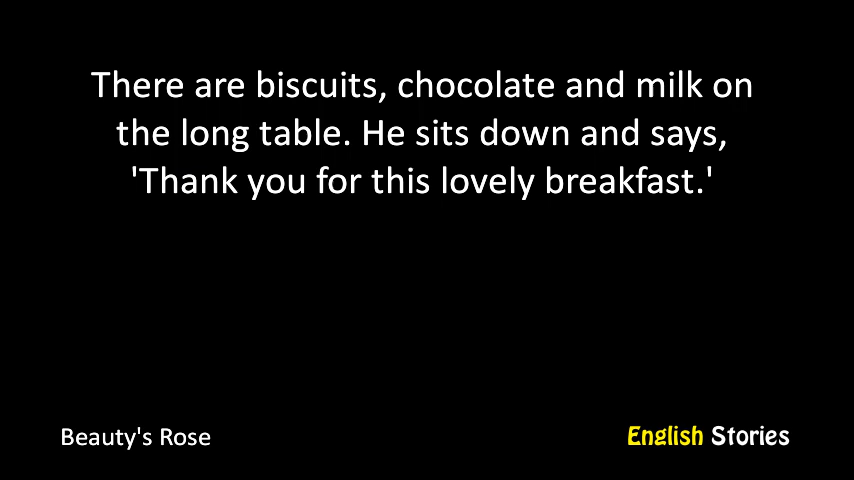 There are biscuits, chocolate and milk on
the long table. He sits down and says,
'Thank you for this lovely breakfast.'
Beauty's Rose
English Stories